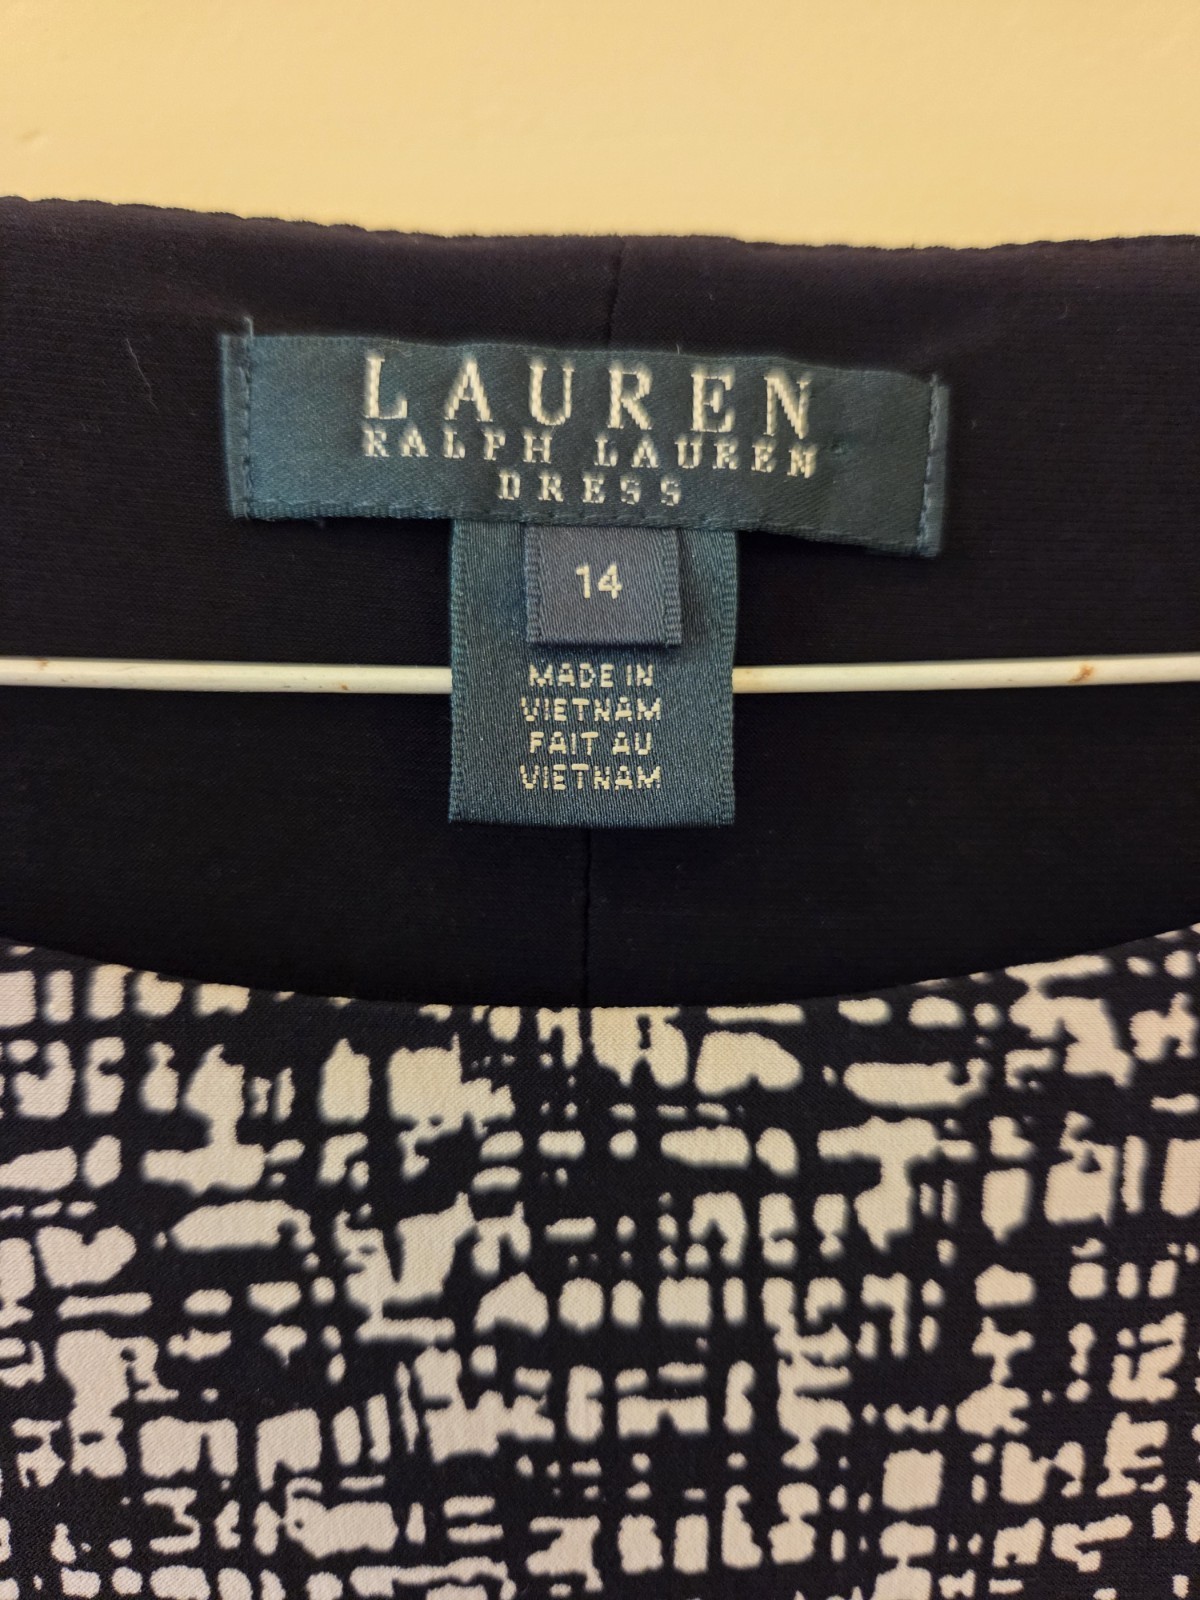 LAUREN
RALPH LAUREN
DRESS
14
MADE IN
VIETNAM
FAIT AU
VIETNAM